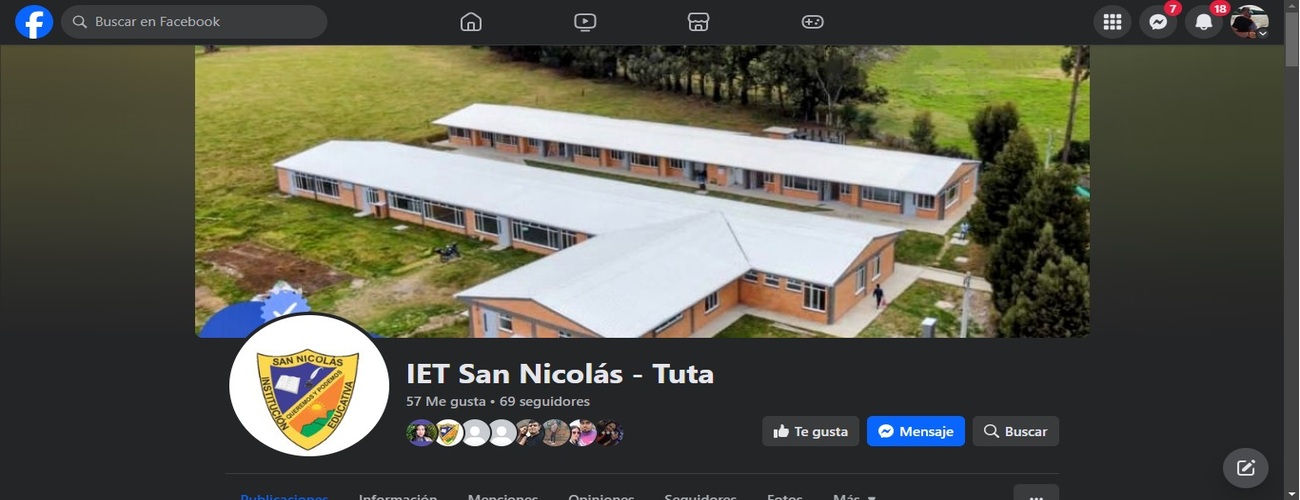 Buscar en Facebook
7
18
SAN NICOLÁS
INSTITUCIÓN
QUEREMOS Y PODEMOS
EDUCATIVA
IET San Nicolás - Tuta
57 Me gusta • 69 seguidores
Te gusta
Mensaje
Buscar
Publicaciones Información Menciones Opiniones Seguidores Fotos Más